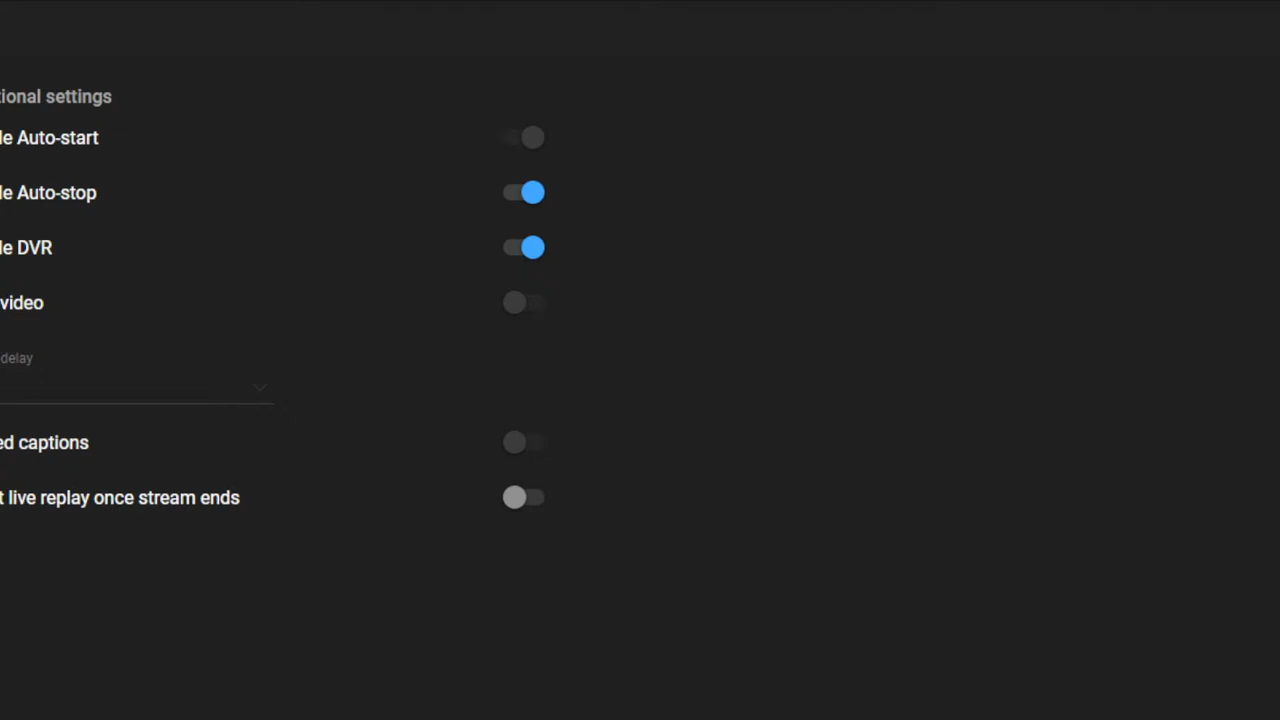 tional settings
le Auto-start
le Auto-stop
le DVR
video
delay
ed captions
t live replay once stream ends